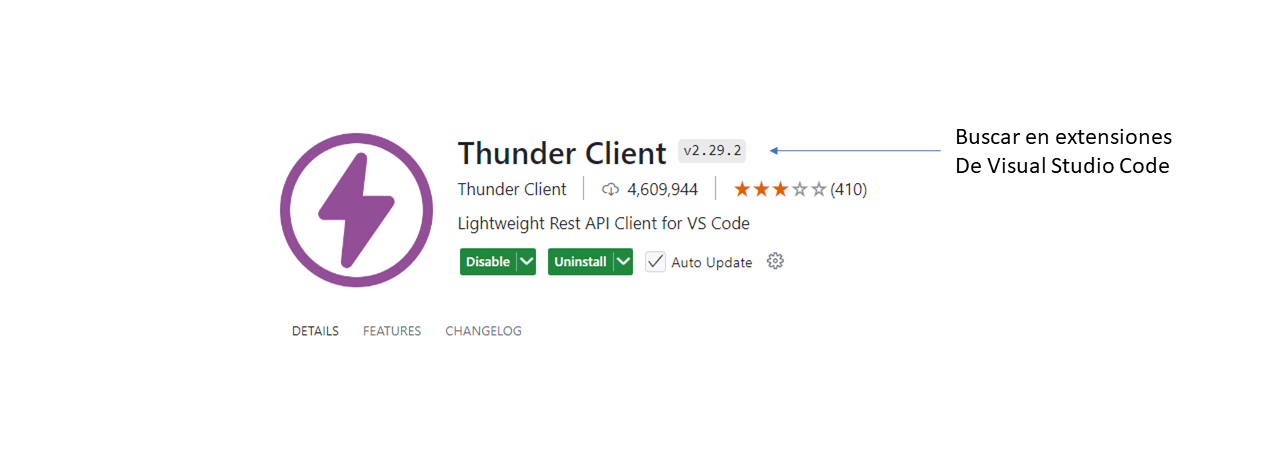 Thunder Client v2.29.2
Buscar en extensiones
De Visual Studio Code
Thunder Client 4,609,944 (410)
Lightweight Rest API Client for VS Code
Disable Uninstall Auto Update
DETAILS FEATURES CHANGELOG